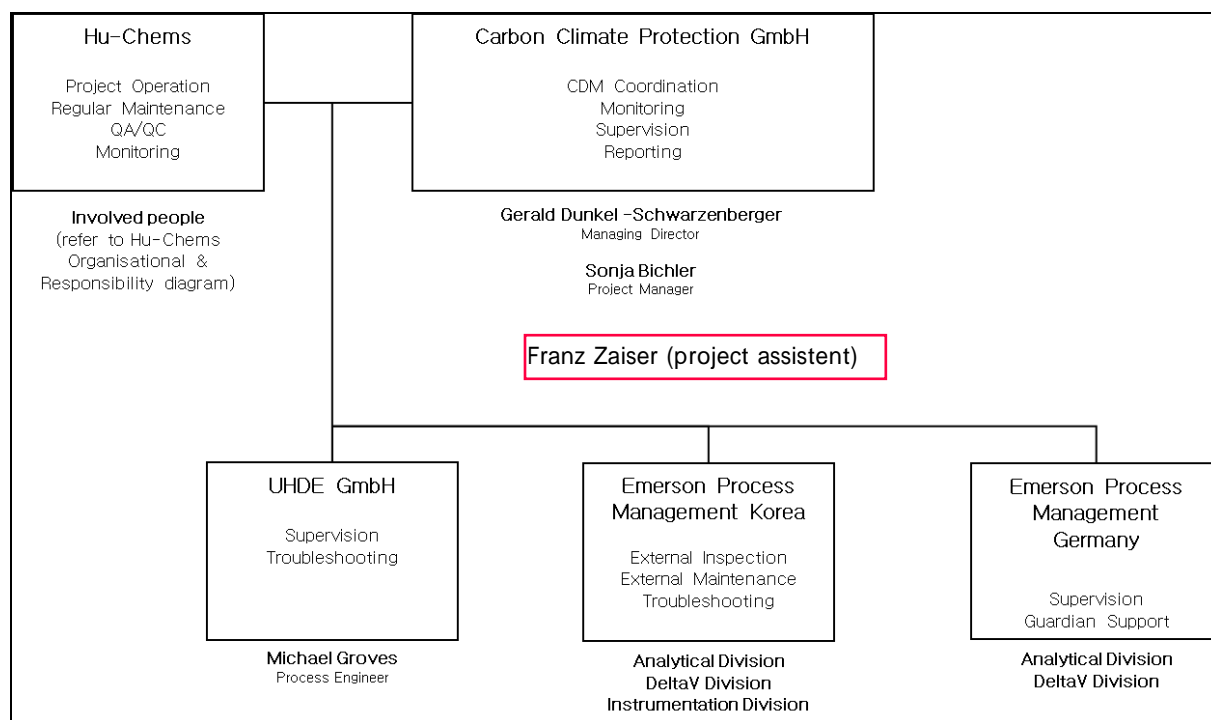 Hu-Chems
Project Operation
Regular Maintenance
QA/QC
Monitoring
Involved people
(refer to Hu-Chems
Organisational &
Responsibility diagram)
Carbon Climate Protection GmbH
CDM Coordination
Monitoring
Supervision
Reporting
Gerald Dunkel -Schwarzenberger
Managing Director
Sonja Bichler
Project Manager
Franz Zaiser (project assistent)
UHDE GmbH
Supervision
Troubleshooting
Michael Groves
Process Engineer
Emerson Process
Management Korea
External Inspection
External Maintenance
Troubleshooting
Analytical Division
DeltaV Division
Instrumentation Division
Emerson Process
Management
Germany
Supervision
Guardian Support
Analytical Division
DeltaV Division